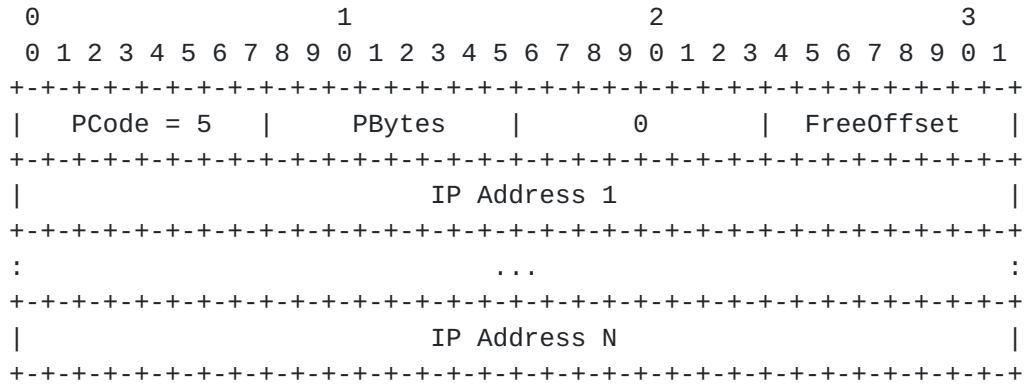 0                   1                   2                   3
 0 1 2 3 4 5 6 7 8 9 0 1 2 3 4 5 6 7 8 9 0 1 2 3 4 5 6 7 8 9 0 1
+-+-+-+-+-+-+-+-+-+-+-+-+-+-+-+-+-+-+-+-+-+-+-+-+-+-+-+-+-+-+-+-+
|   PCode = 5   |     PBytes    |       0       |  FreeOffset   |
+-+-+-+-+-+-+-+-+-+-+-+-+-+-+-+-+-+-+-+-+-+-+-+-+-+-+-+-+-+-+-+-+
|                          IP Address 1                         |
+-+-+-+-+-+-+-+-+-+-+-+-+-+-+-+-+-+-+-+-+-+-+-+-+-+-+-+-+-+-+-+-+
:                              ...                              :
+-+-+-+-+-+-+-+-+-+-+-+-+-+-+-+-+-+-+-+-+-+-+-+-+-+-+-+-+-+-+-+-+
|                          IP Address N                         |
+-+-+-+-+-+-+-+-+-+-+-+-+-+-+-+-+-+-+-+-+-+-+-+-+-+-+-+-+-+-+-+-+